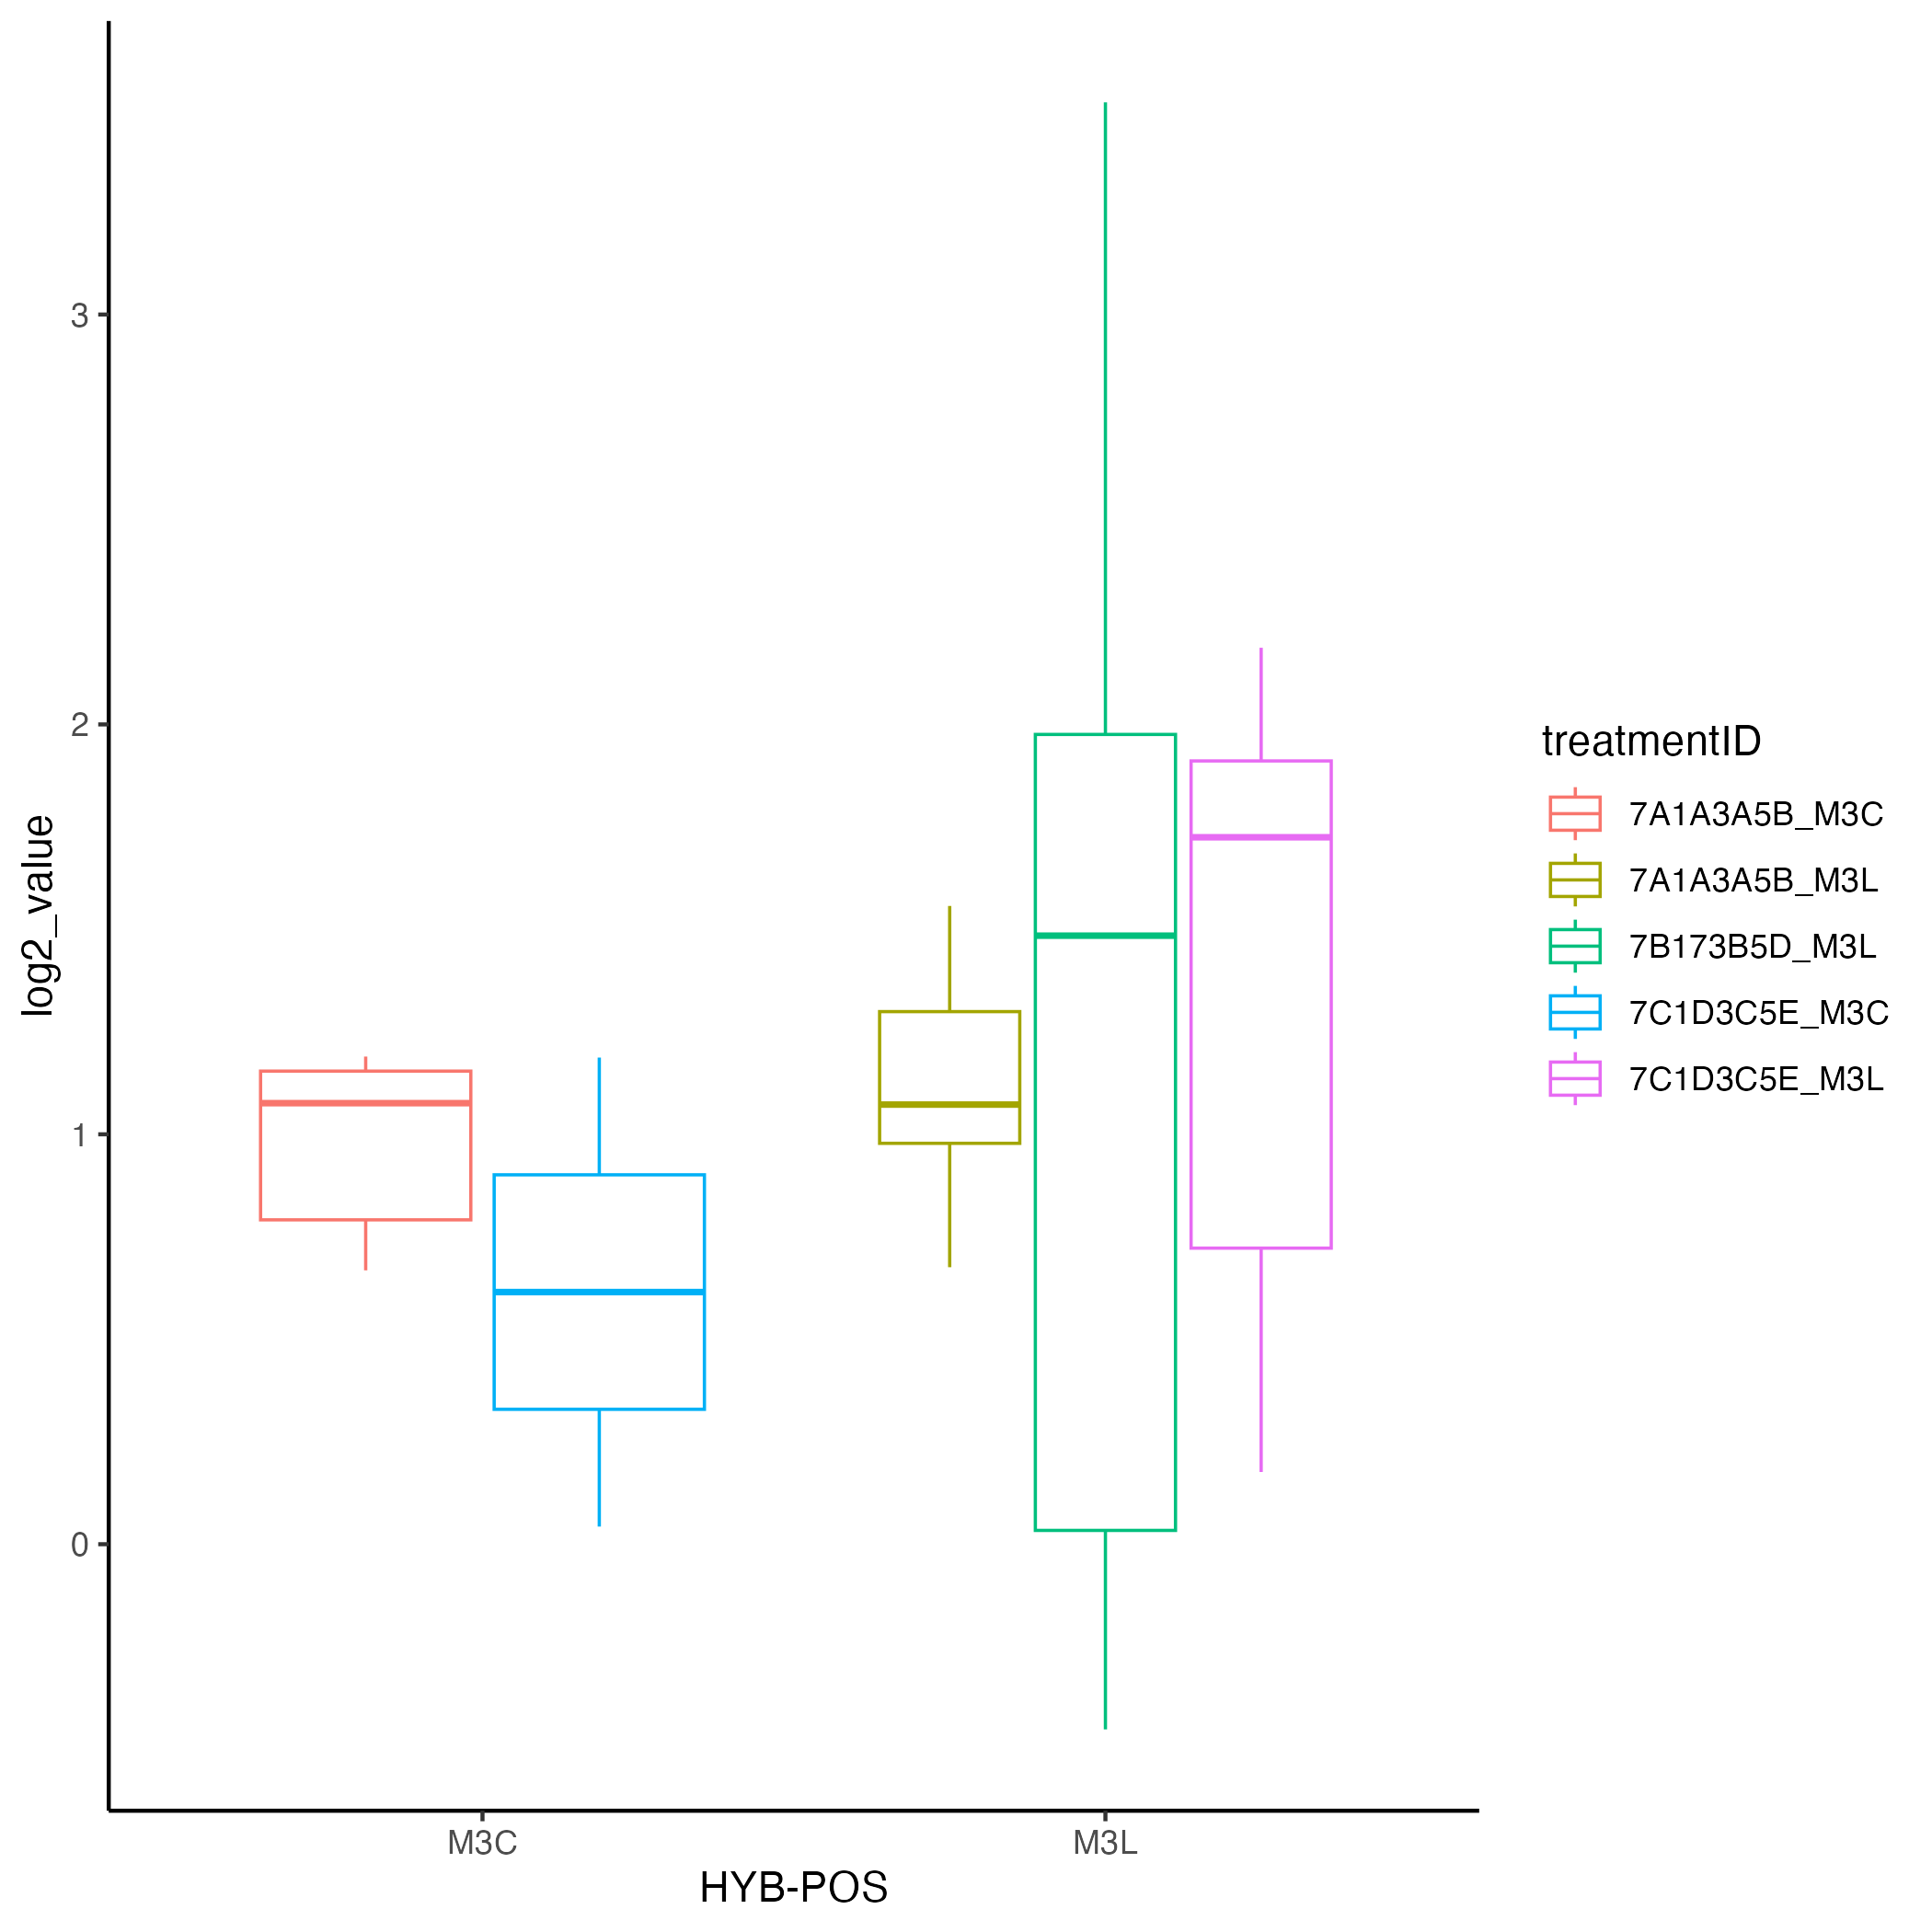 log2_value
3
2
1
0
M3C
M3L
HYB-POS
treatmentID
7A1A3A5B_M3C
7A1A3A5B_M3L
7B173B5D_M3L
7C1D3C5E_M3C
7C1D3C5E_M3L